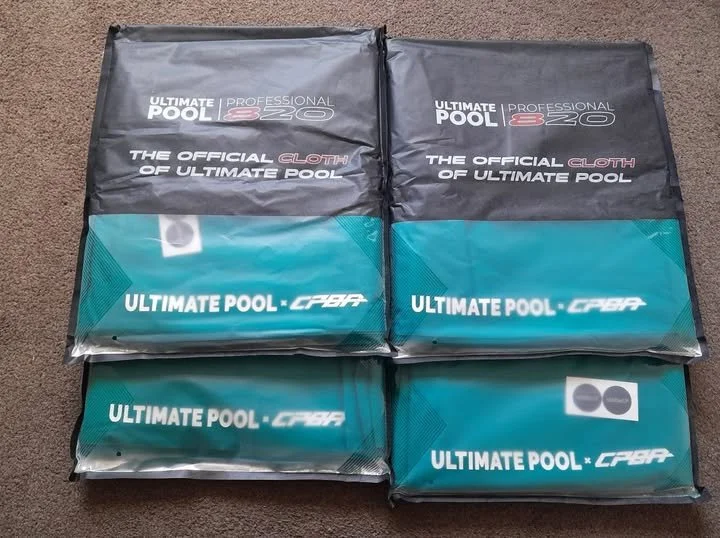 ULTIMATE POOL | PROFESSIONAL 820
THE OFFICIAL CLOTH
OF ULTIMATE POOL
ULTIMATE POOL × CPBA
ULTIMATE POOL | PROFESSIONAL 820
THE OFFICIAL CLOTH
OF ULTIMATE POOL
ULTIMATE POOL × CPBA
ULTIMATE POOL × CPBA
ULTIMATE POOL × CPBA